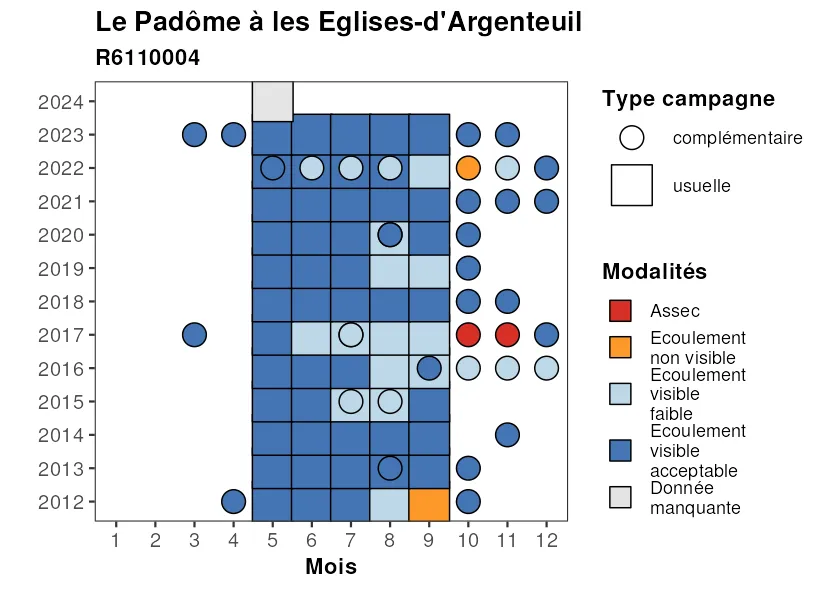 Le Padôme à les Eglises-d'Argenteuil
R6110004
2024
2023
2022
2021
2020
2019
2018
2017
2016
2015
2014
2013
2012
1 2 3 4 5 6 7 8 9 10 11 12
Mois
Type campagne
complémentaire
usuelle
Modalités
Assec
Ecoulement
non visible
Ecoulement
visible
faible
Ecoulement
visible
acceptable
Donnée
manquante